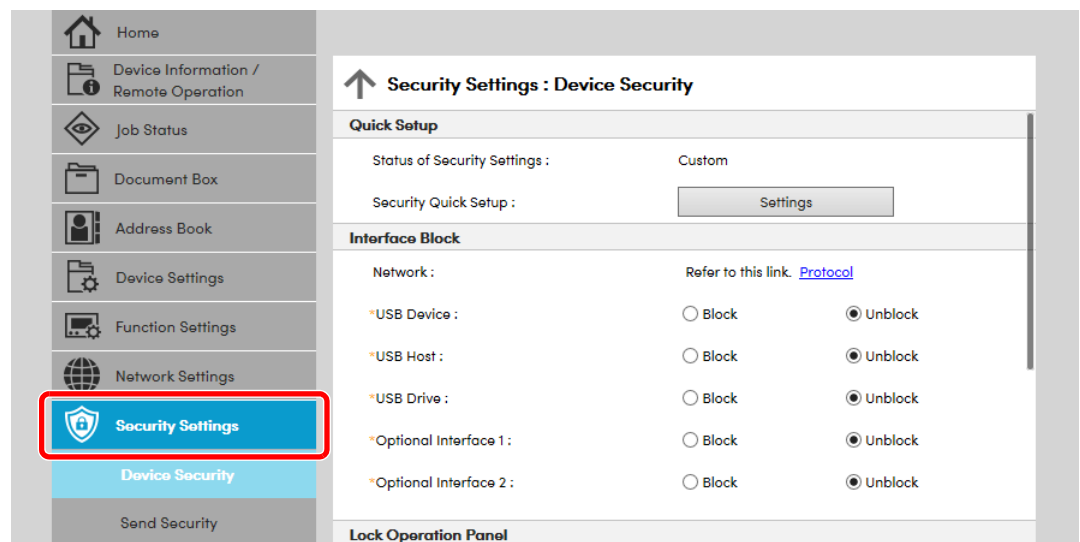 Home
Device Information /
Remote Operation
Job Status
Document Box
Address Book
Device Settings
Function Settings
Network Settings
Security Settings
Device Security
Send Security
Security Settings : Device Security
Quick Setup
Status of Security Settings : Custom
Security Quick Setup : Settings
Interface Block
Network : Refer to this link. Protocol
*USB Device : Block Unblock
*USB Host : Block Unblock
*USB Drive : Block Unblock
*Optional Interface 1 : Block Unblock
*Optional Interface 2 : Block Unblock
Lock Operation Panel